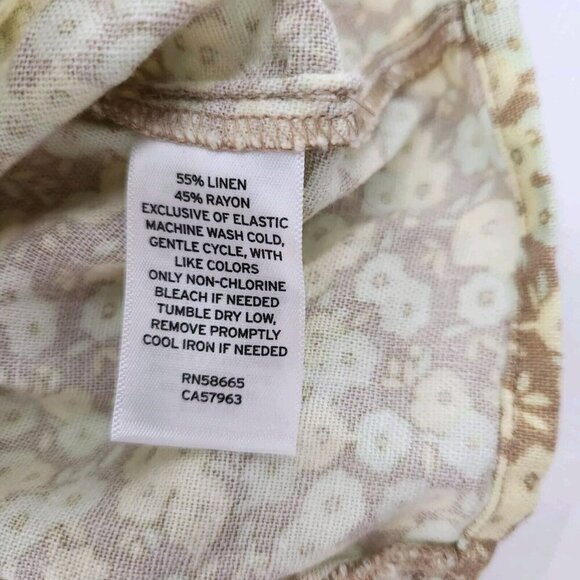 55% LINEN
45% RAYON
EXCLUSIVE OF ELASTIC
MACHINE WASH COLD,
GENTLE CYCLE, WITH
LIKE COLORS
ONLY NON-CHLORINE
BLEACH IF NEEDED
TUMBLE DRY LOW,
REMOVE PROMPTLY
COOL IRON IF NEEDED
RN58665
CA57963